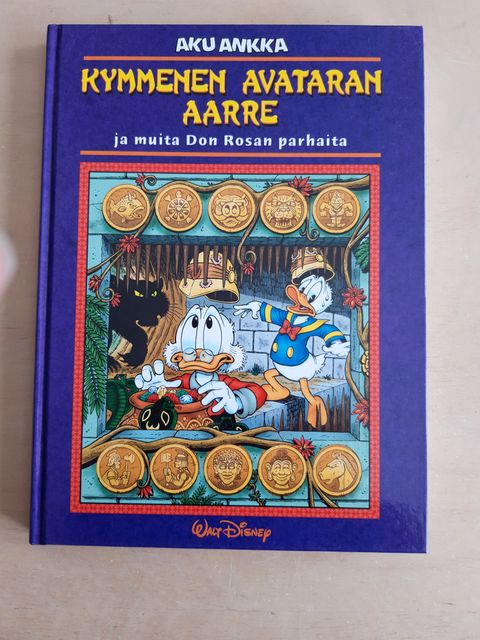 AKU ANKKA
KYMMENEN AVATARAN
AARRE
ja muita Don Rosan parhaita
WALT DISNEY